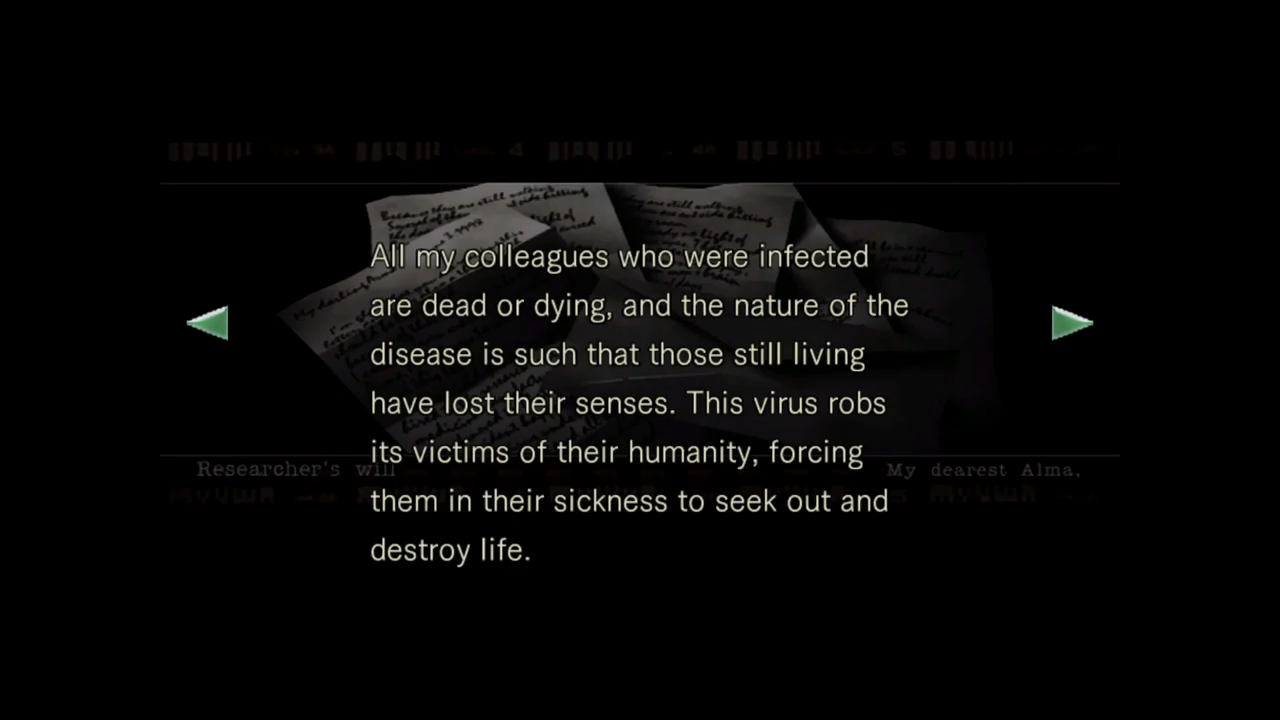 All my colleagues who were infected
are dead or dying, and the nature of the
disease is such that those still living
have lost their senses. This virus robs
its victims of their humanity, forcing
them in their sickness to seek out and
destroy life.
Researcher's will
My dearest Alma,